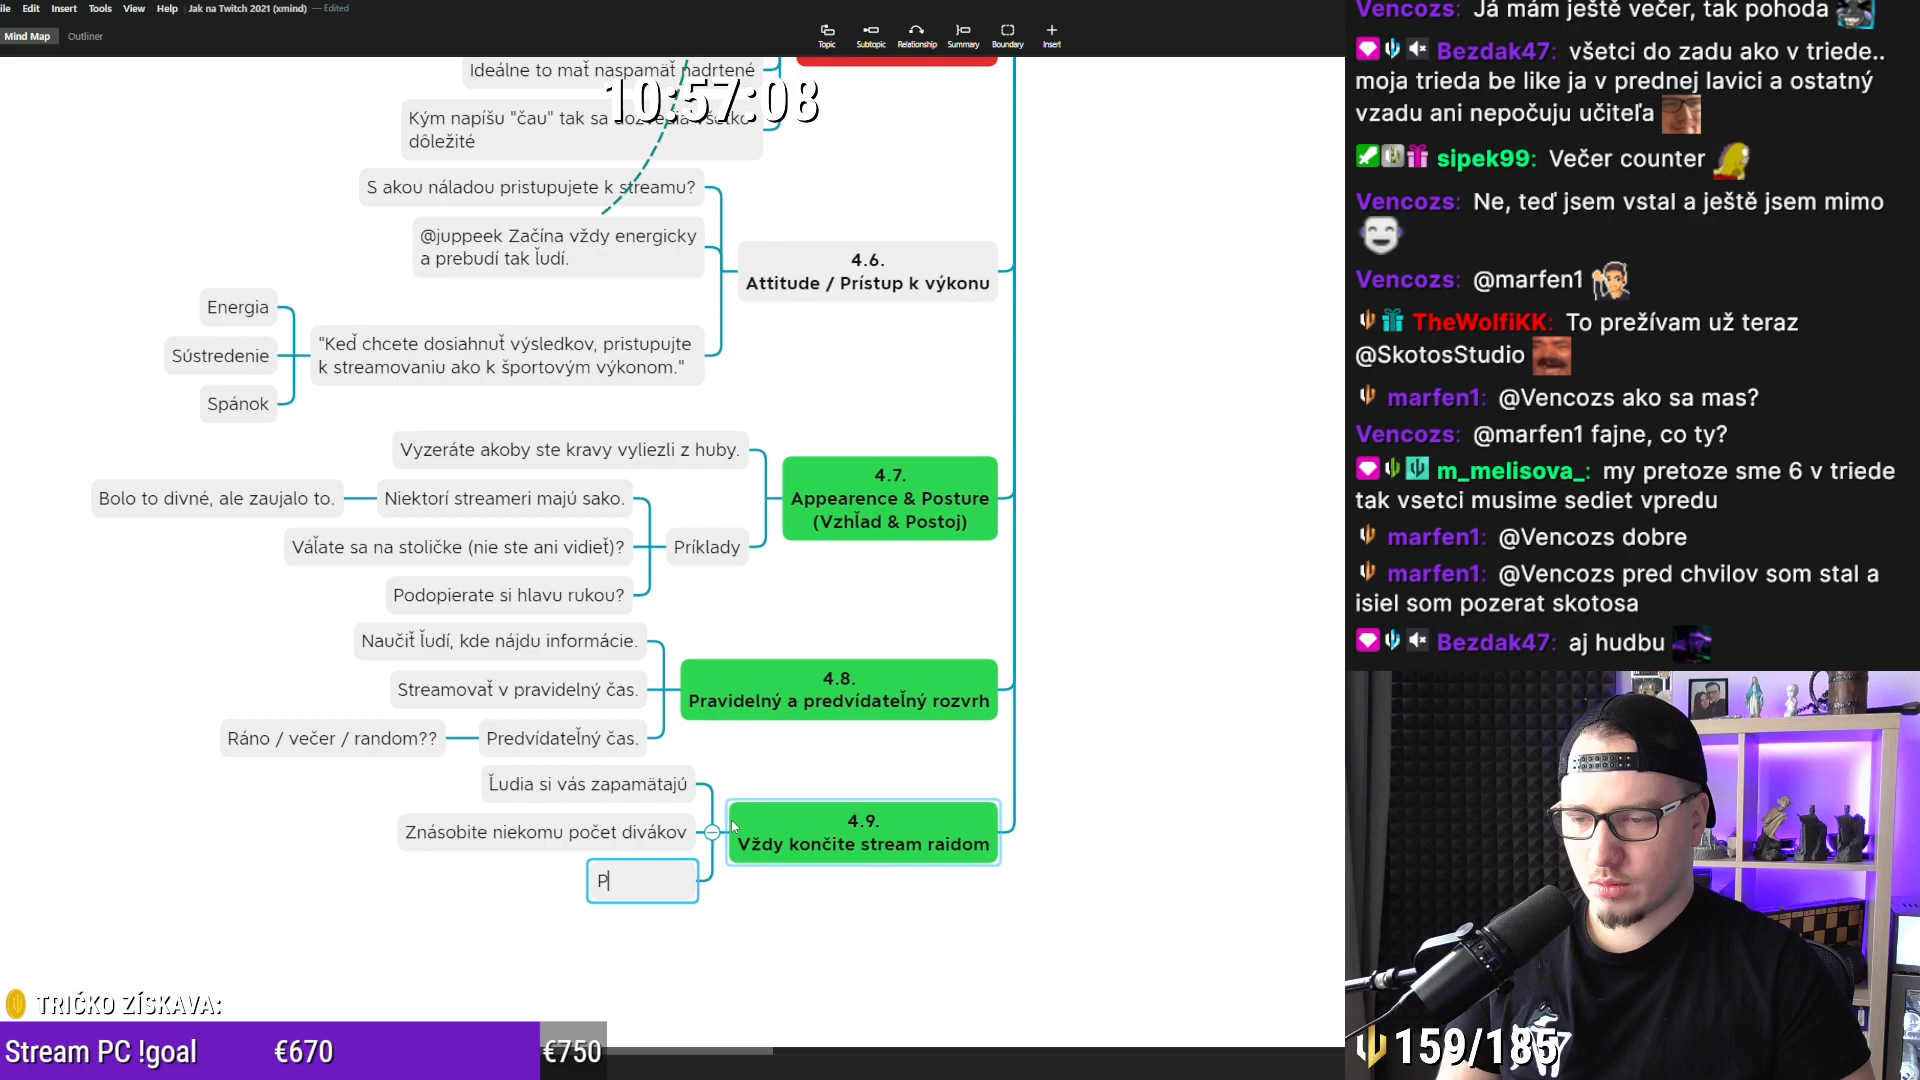 ile Edit Insert Tools View Help Jak na Twitch 2021 (xmind) — Edited
Mind Map Outliner
Topic Subtopic Relationship Summary Boundary Insert
Ideálne to mať naspamäť nadrtené
10:57:08
Kým napíšu "čau" tak sa dozvedia všetko
dôležité
S akou náladou pristupujete k streamu?
@juppeek Začína vždy energicky
a prebudí tak ľudí.
4.6.
Attitude / Prístup k výkonu
Energia
Sústredenie
Spánok
"Keď chcete dosiahnuť výsledkov, pristupujte
k streamovaniu ako k športovým výkonom."
Vyzeráte akoby ste kravy vyliezli z huby.
4.7.
Appearence & Posture
(Vzhľad & Postoj)
Bolo to divné, ale zaujalo to.
Niektorí streameri majú sako.
Váľate sa na stoličke (nie ste ani vidieť)?
Príklady
Podopierate si hlavu rukou?
Naučiť ľudí, kde nájdu informácie.
Streamovať v pravidelný čas.
4.8.
Pravidelný a predvídateľný rozvrh
Ráno / večer / random??
Predvídateľný čas.
Ľudia si vás zapamätajú
Znásobite niekomu počet divákov
4.9.
Vždy končite stream raidom
P
TRIČKO ZÍSKAVA:
Stream PC !goal €670 €750
Vencozs: Já mám ještě večer, tak pohoda
Bezdak47: všetci do zadu ako v triede..
moja trieda be like ja v prednej lavici a ostatný
vzadu ani nepočuju učiteľa
sipek99: Večer counter
Vencozs: Ne, teď jsem vstal a ještě jsem mimo
Vencozs: @marfen1
TheWolfiKK: To prežívam už teraz
@SkotosStudio
marfen1: @Vencozs ako sa mas?
Vencozs: @marfen1 fajne, co ty?
m_melisova_: my pretoze sme 6 v triede
tak vsetci musime sediet vpredu
marfen1: @Vencozs dobre
marfen1: @Vencozs pred chvilov som stal a
isiel som pozerat skotosa
Bezdak47: aj hudbu
159/185